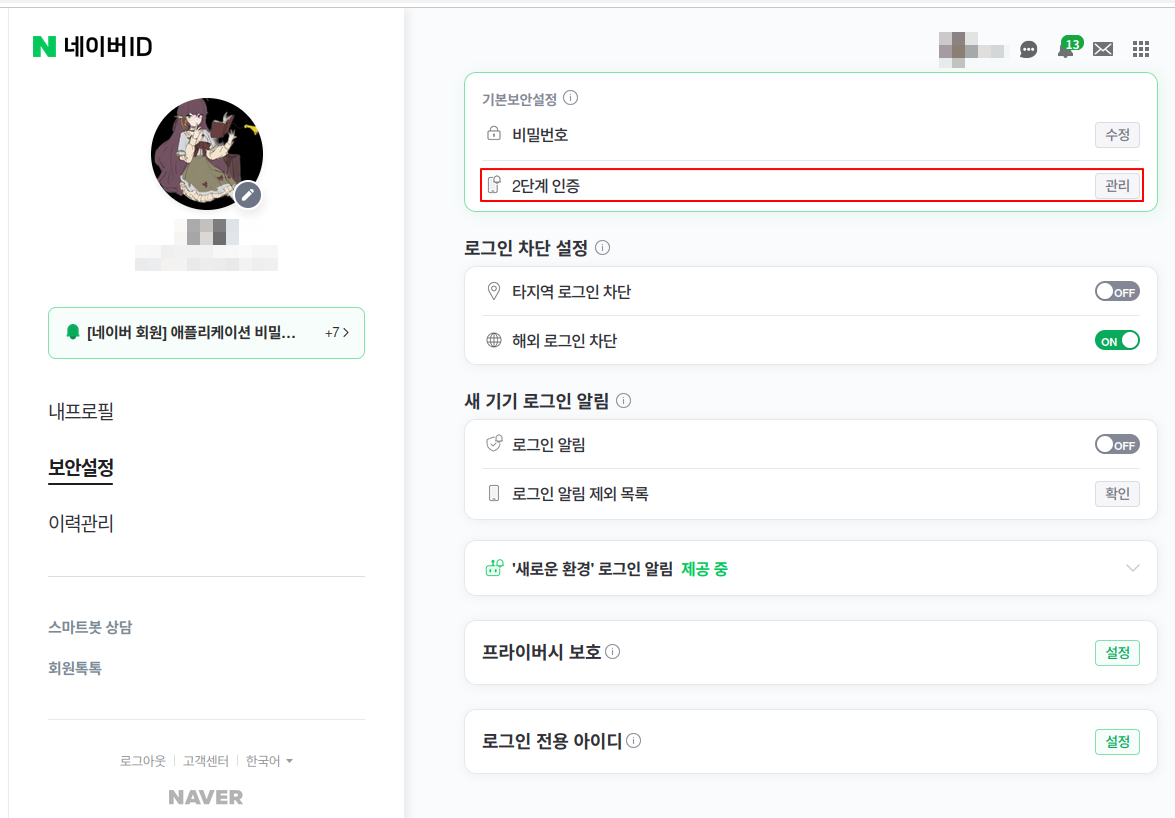 N 네이버ID
[네이버 회원] 애플리케이션 비밀... +7
내프로필
보안설정
이력관리
스마트봇 상담
회원톡톡
로그아웃 고객센터 한국어
NAVER
13
기본보안설정
비밀번호 수정
2단계 인증 관리
로그인 차단 설정
타지역 로그인 차단 OFF
해외 로그인 차단 ON
새 기기 로그인 알림
로그인 알림 OFF
로그인 알림 제외 목록 확인
'새로운 환경' 로그인 알림 제공 중
프라이버시 보호 설정
로그인 전용 아이디 설정